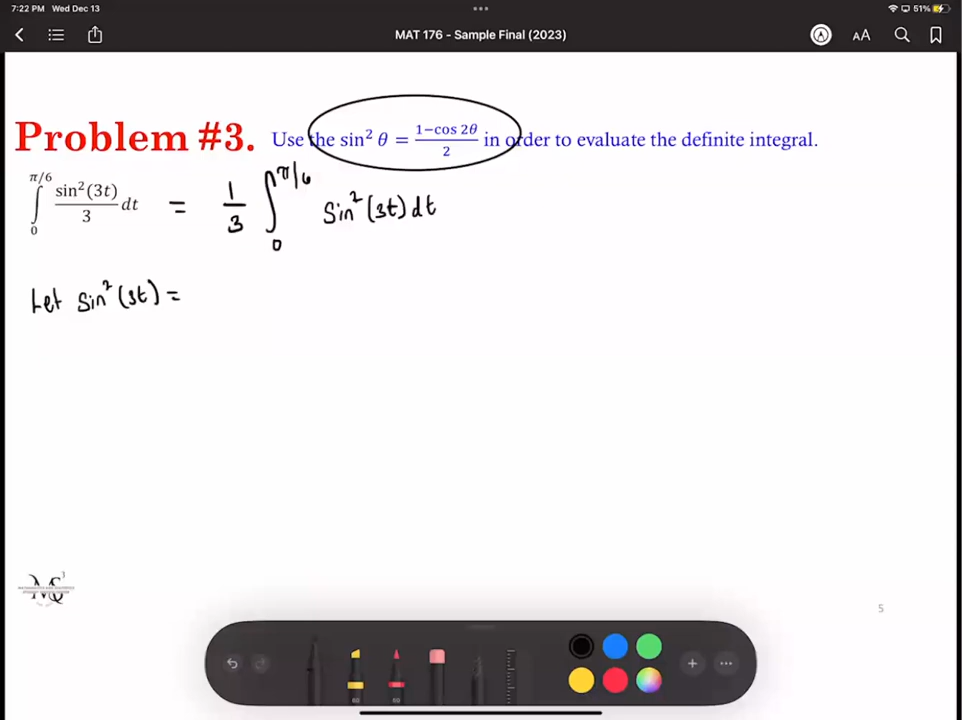 7:22 PM Wed Dec 13
51%
MAT 176 - Sample Final (2023)
AA
Problem #3. Use the sin² θ = (1−cos 2θ)/2 in order to evaluate the definite integral.
∫₀^(π/6) sin²(3t)/3 dt = 1/3 ∫₀^(π/6) Sin²(3t)dt
Let Sin²(3t) =
5